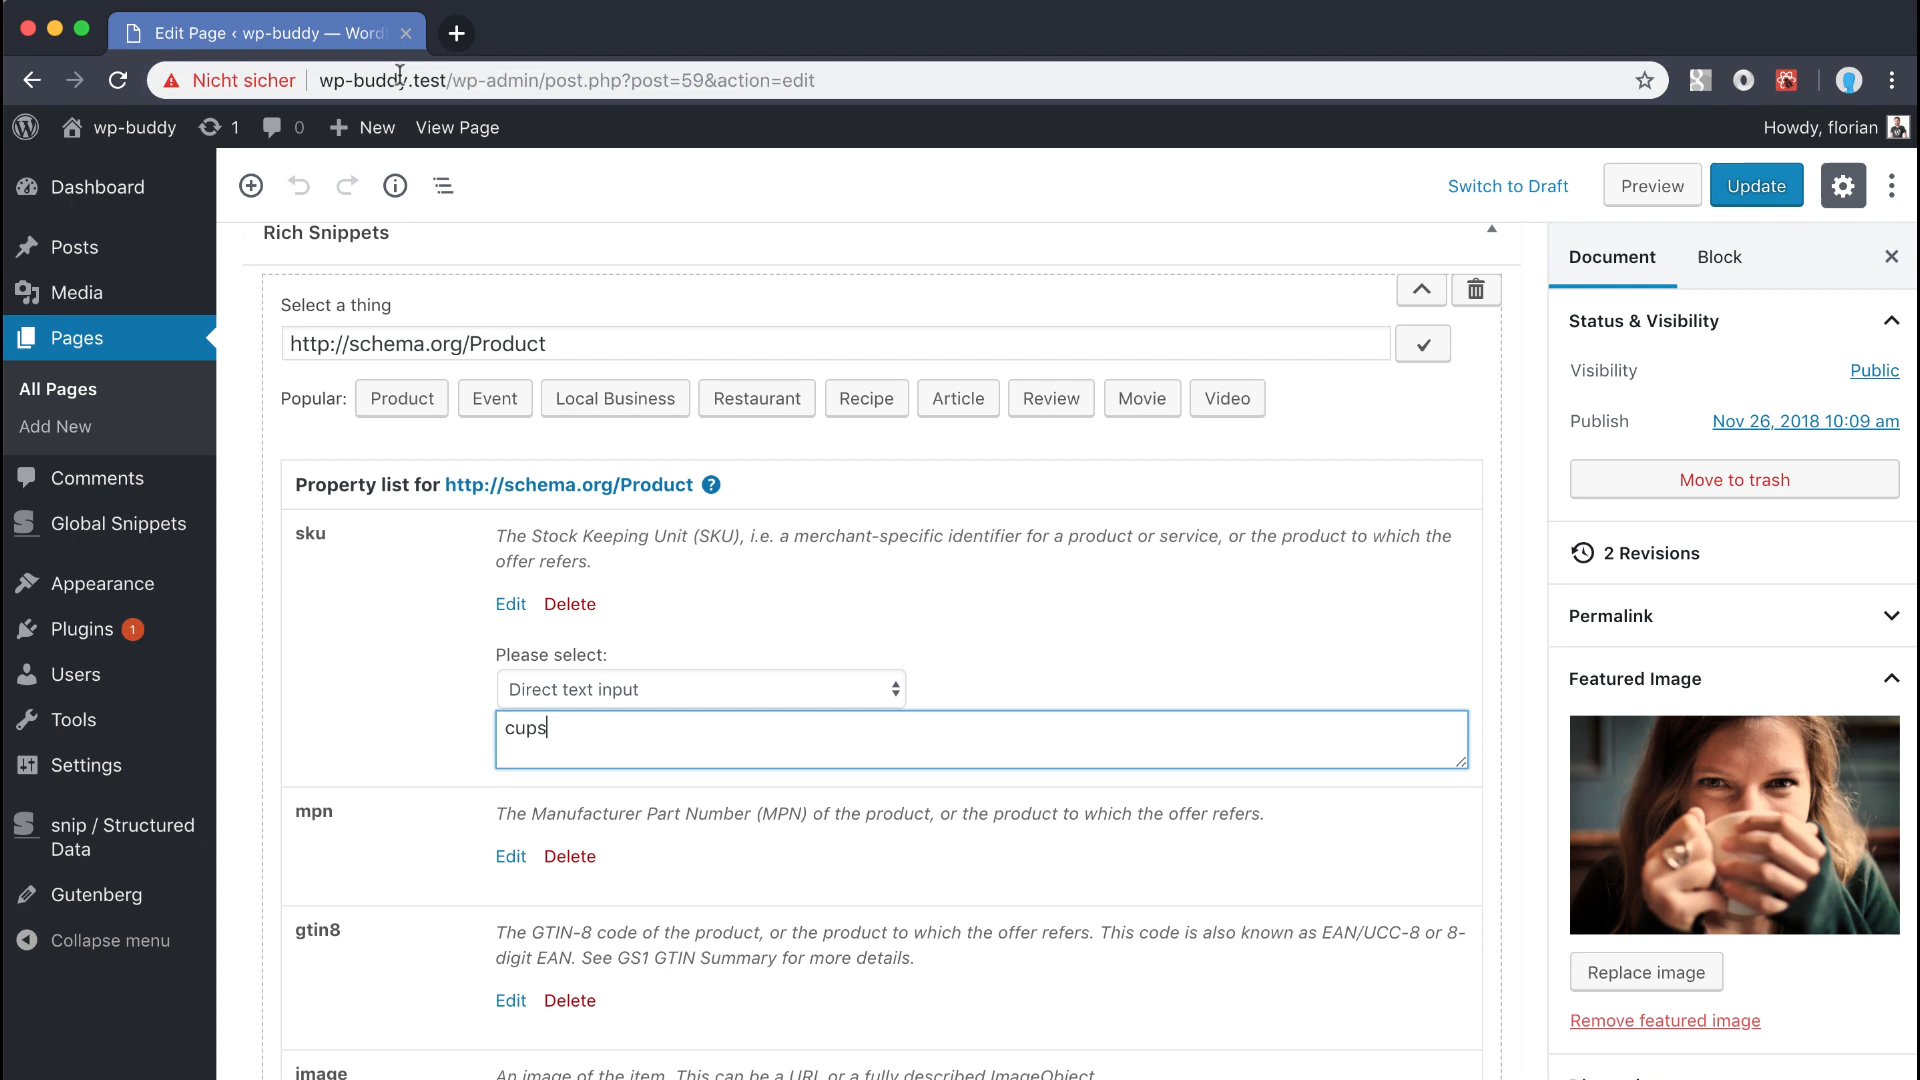 Edit Page ‹ wp-buddy — Word
Nicht sicher
wp-buddy.test/wp-admin/post.php?post=59&action=edit
wp-buddy
1
0
New
View Page
Howdy, florian
Dashboard
Posts
Media
Pages
All Pages
Add New
Comments
Global Snippets
Appearance
Plugins 1
Users
Tools
Settings
snip / Structured
Data
Gutenberg
Collapse menu
Switch to Draft
Preview
Update
Rich Snippets
Select a thing
http://schema.org/Product
Popular: Product Event Local Business Restaurant Recipe Article Review Movie Video
Property list for http://schema.org/Product ?
sku
The Stock Keeping Unit (SKU), i.e. a merchant-specific identifier for a product or service, or the product to which the
offer refers.
Edit Delete
Please select:
Direct text input
cups
mpn
The Manufacturer Part Number (MPN) of the product, or the product to which the offer refers.
Edit Delete
gtin8
The GTIN-8 code of the product, or the product to which the offer refers. This code is also known as EAN/UCC-8 or 8-
digit EAN. See GS1 GTIN Summary for more details.
Edit Delete
image
An image of the item. This can be a URL or a fully described ImageObject.
Document
Block
Status & Visibility
Visibility
Public
Publish
Nov 26, 2018 10:09 am
Move to trash
2 Revisions
Permalink
Featured Image
Replace image
Remove featured image